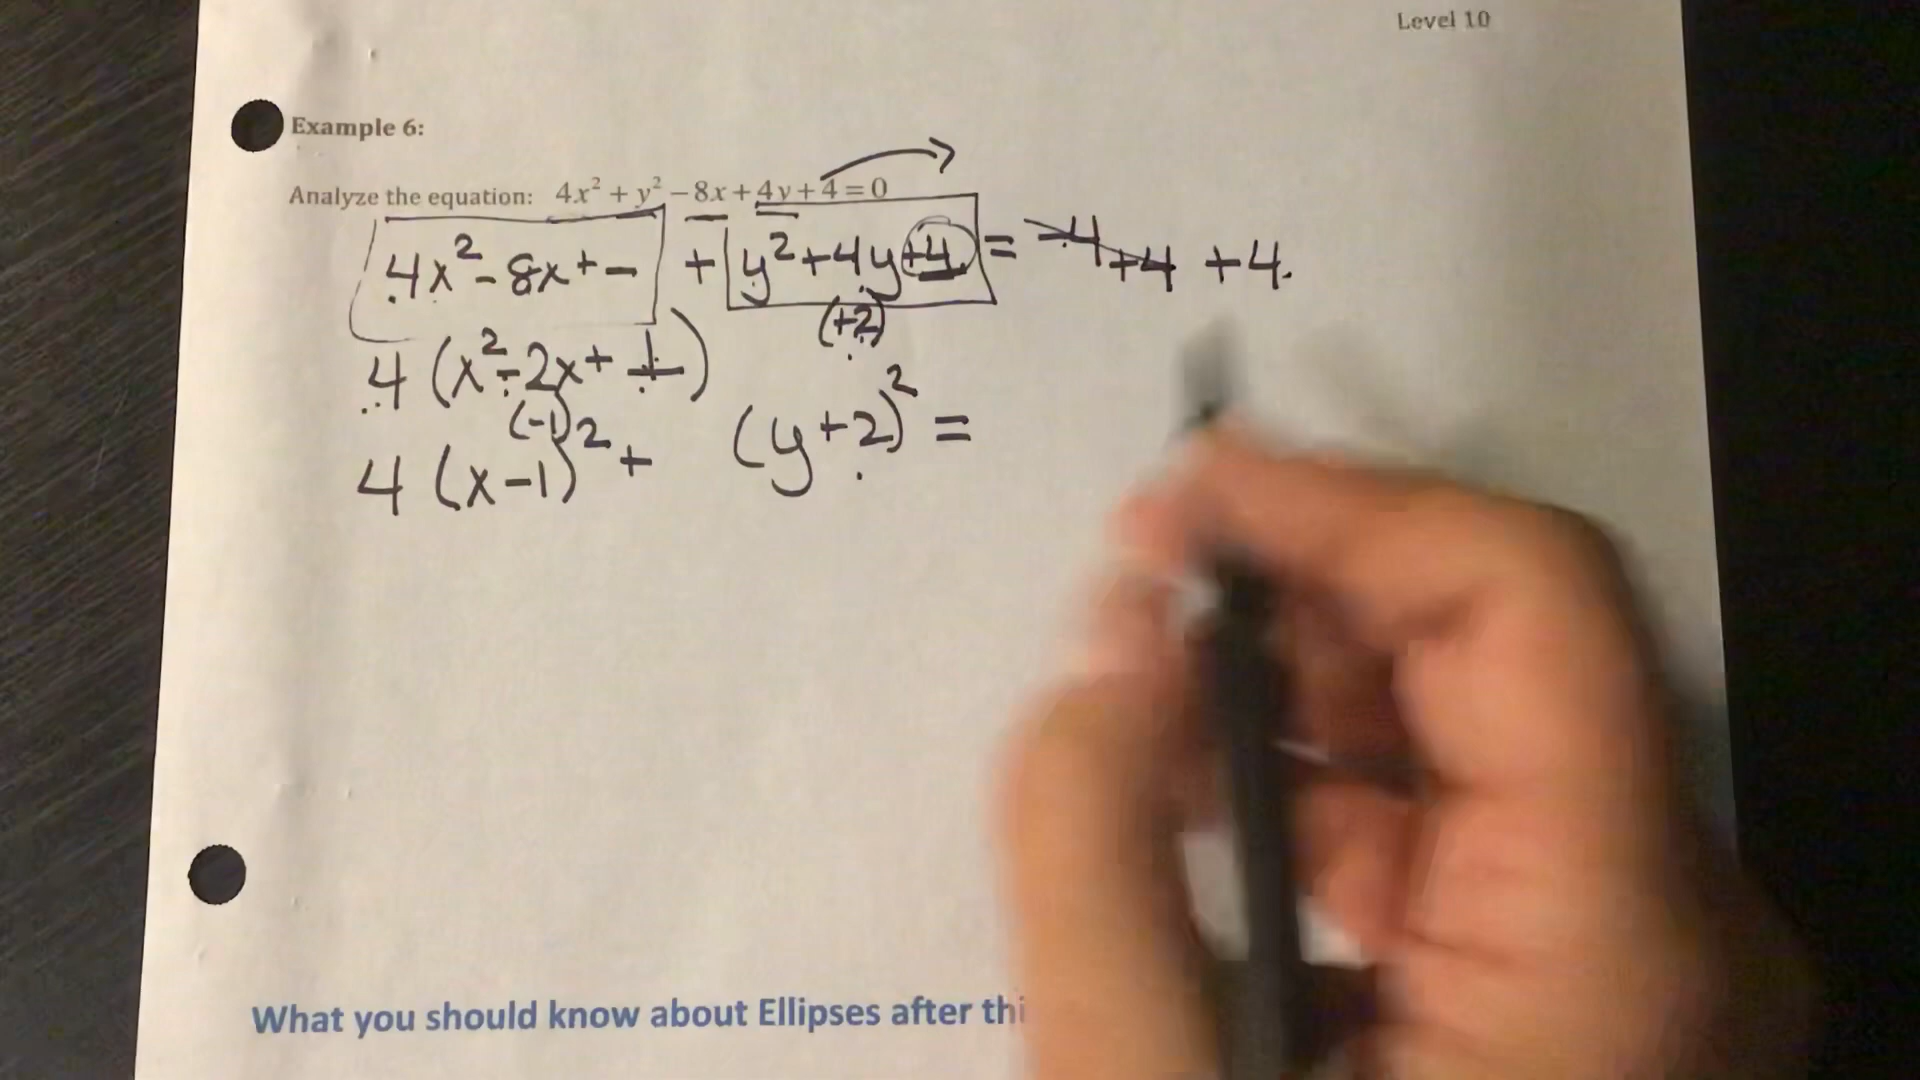 Level 10
Example 6:
Analyze the equation: 4x² + y² − 8x + 4y + 4 = 0
4x² - 8x + - + y² + 4y +4 = -4 +4 +4.
(+2)
4 (x² - 2x + 1)
(-1)
4 (x-1)² + (y+2)² =
What you should know about Ellipses after thi